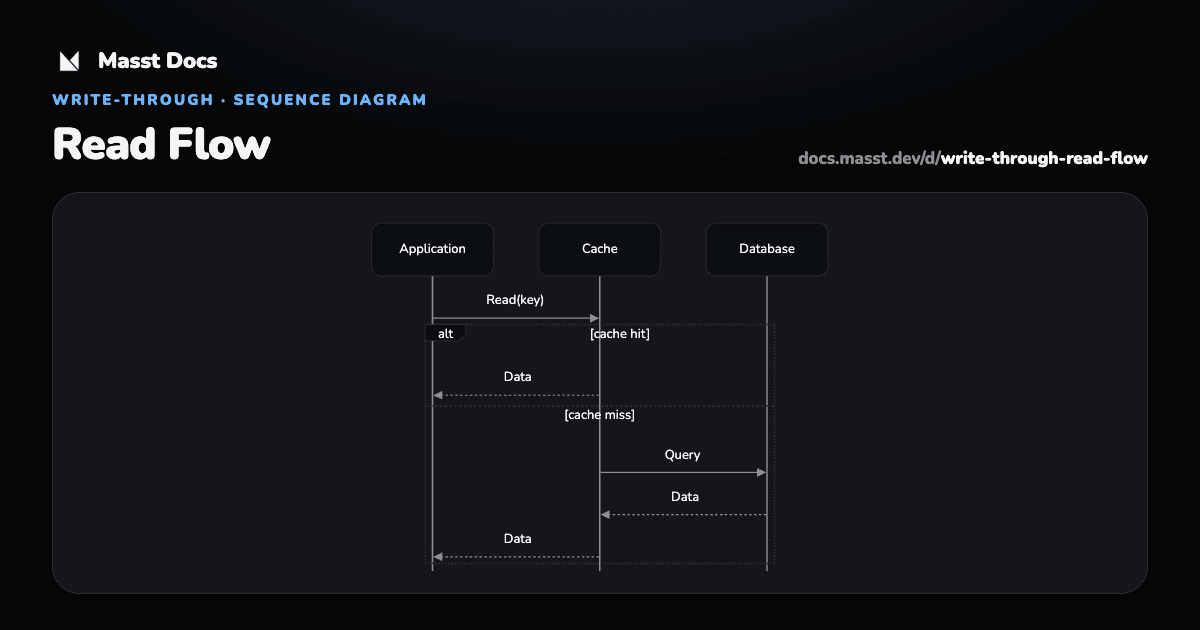 Masst Docs
WRITE-THROUGH · SEQUENCE DIAGRAM
Read Flow
docs.masst.dev/d/write-through-read-flow
Application
Cache
Database
Read(key)
alt
[cache hit]
Data
[cache miss]
Query
Data
Data